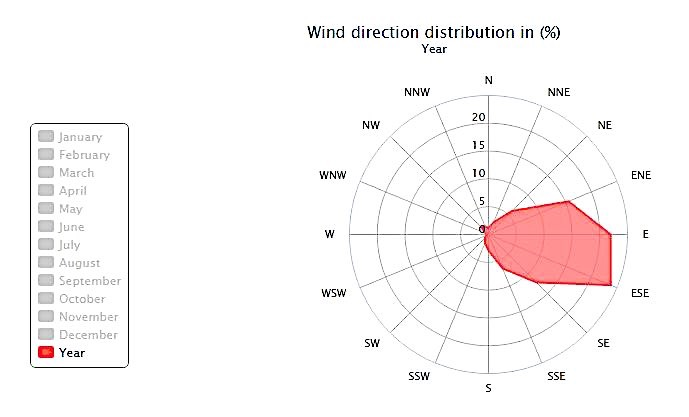 Wind direction distribution in (%)
Year
N
NNW
NNE
NW
NE
20
15
WNW
10
ENE
5
W
0
E
WSW
ESE
SW
SE
SSW
SSE
S
January
February
March
April
May
June
July
August
September
October
November
December
Year